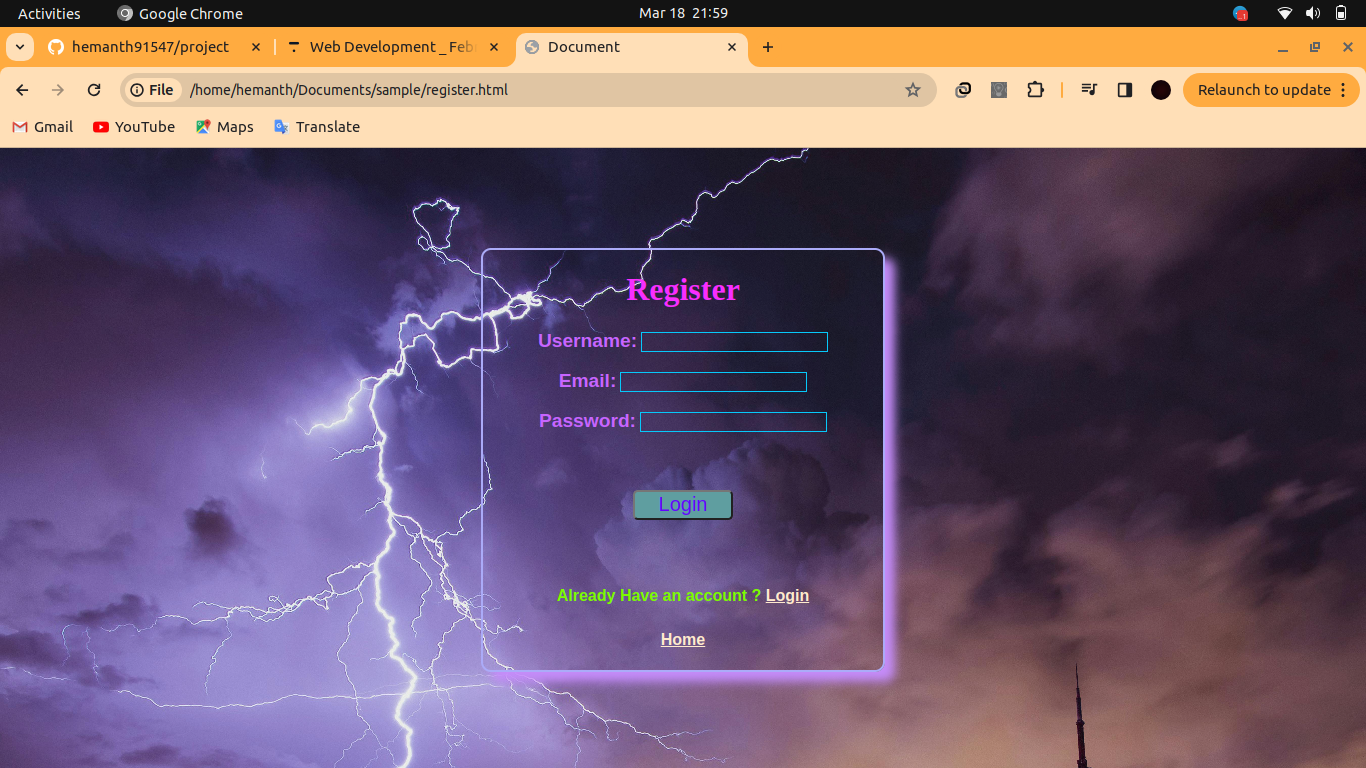 Activities Google Chrome Mar 18 21:59
hemanth91547/project Web Development _ Feb Document
File /home/hemanth/Documents/sample/register.html Relaunch to update
Gmail YouTube Maps Translate
Register
Username:
Email:
Password:
Login
Already Have an account ? Login
Home